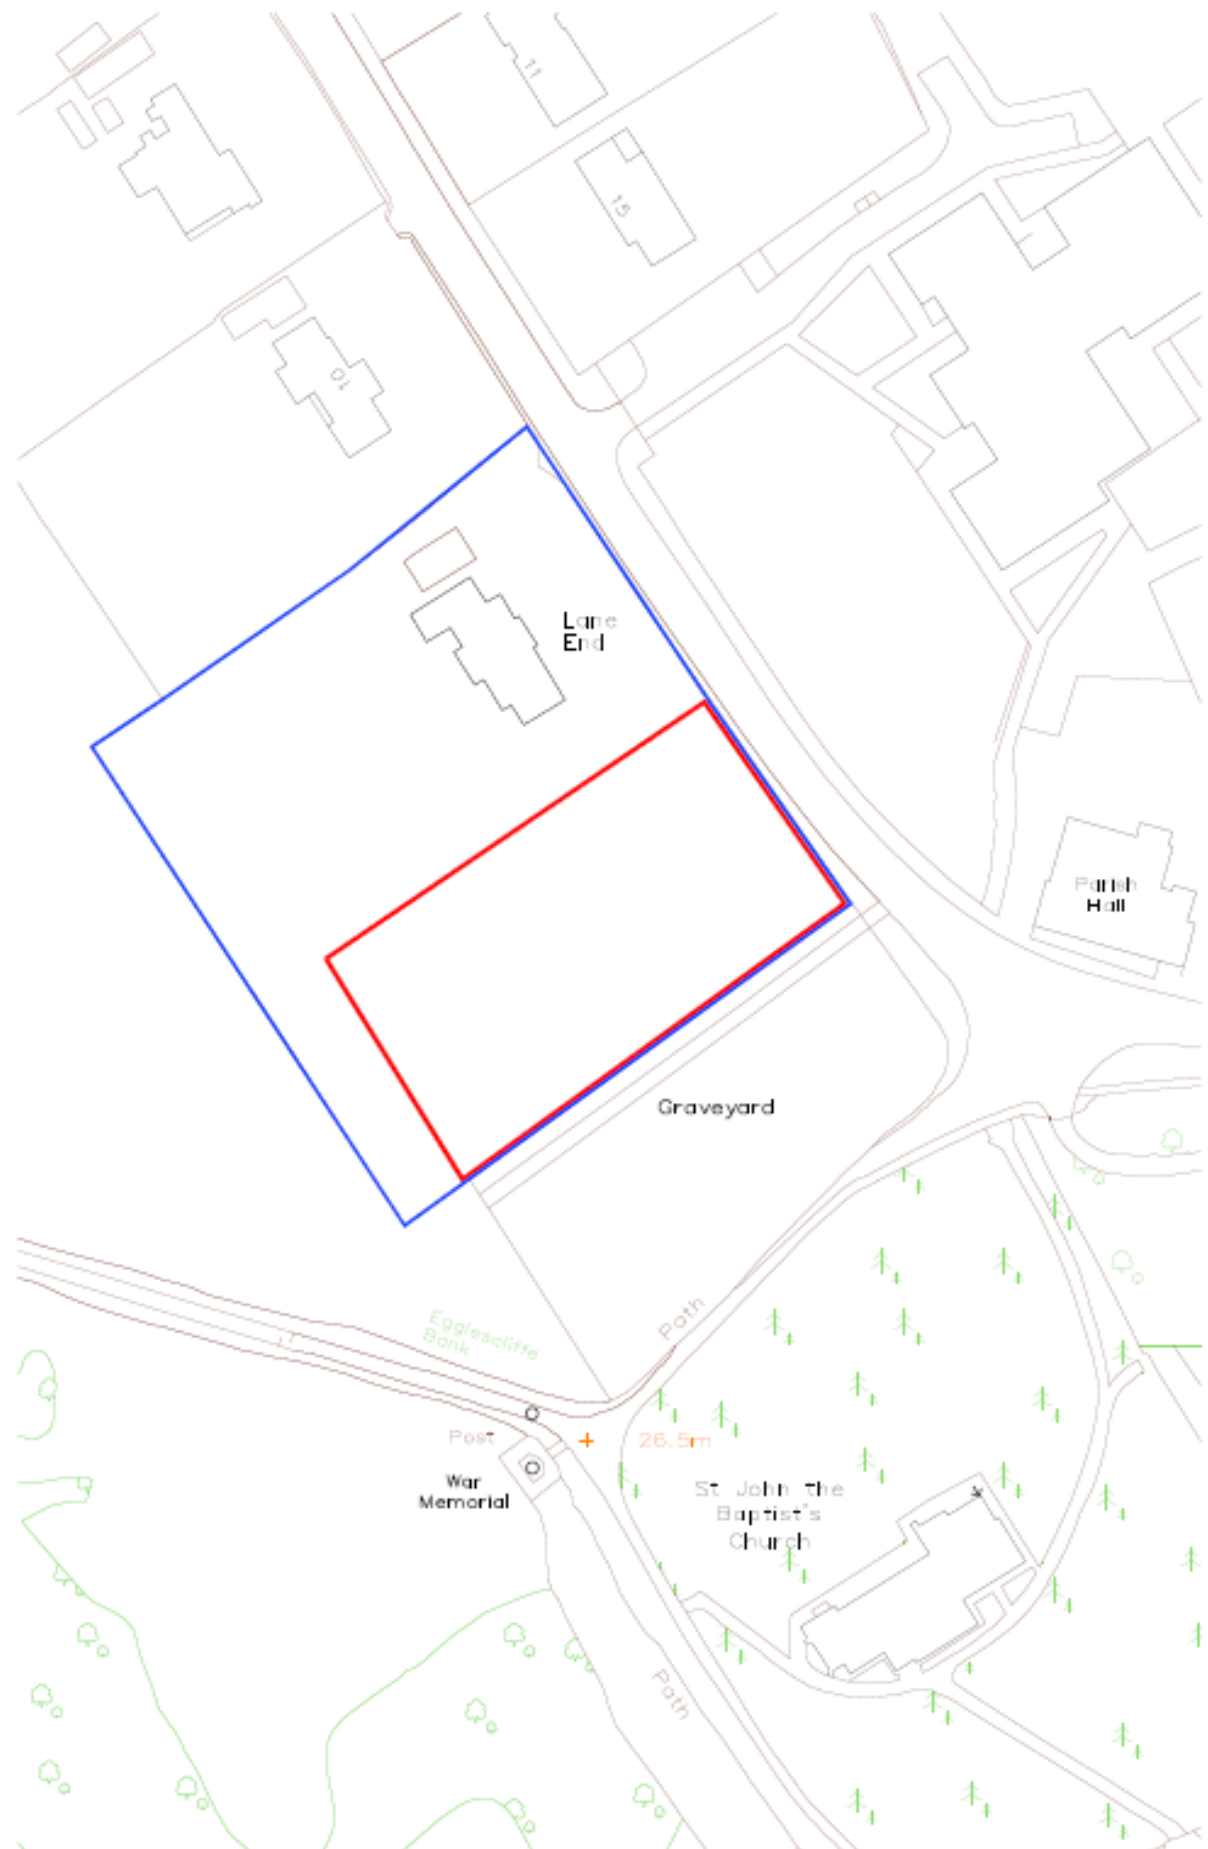 11
15
10
Lane
End
Parish
Hall
Graveyard
Path
Egglescliffe
Bank
Post
26.5m
War
Memorial
St John the
Baptist's
Church
Path